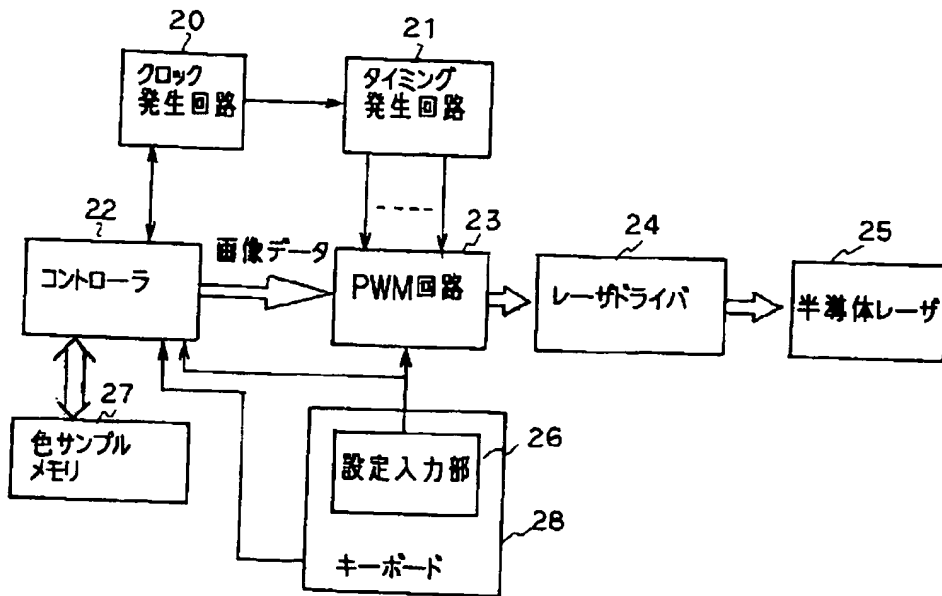 20
クロック
発生回路
21
タイミング
発生回路
22
コントローラ
画像データ
23
PWM回路
24
レーザドライバ
25
半導体レーザ
27
色サンプル
メモリ
26
設定入力部
28
キーボード